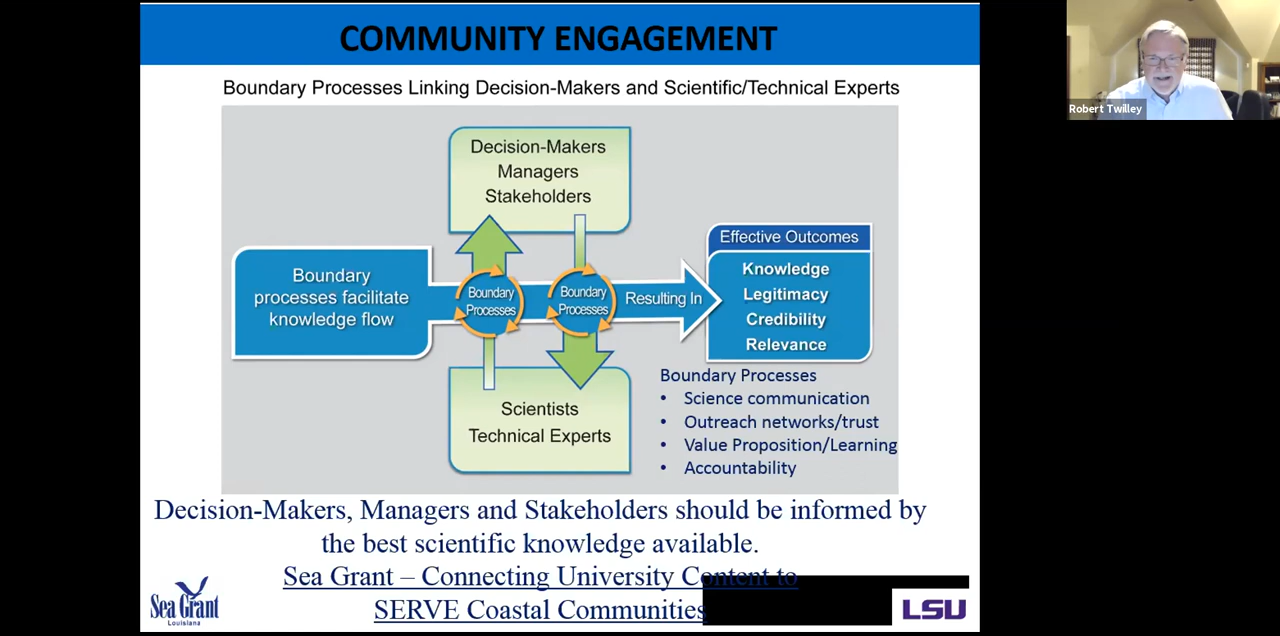 COMMUNITY ENGAGEMENT
Boundary Processes Linking Decision-Makers and Scientific/Technical Experts
Decision-Makers
Managers
Stakeholders
Boundary
processes facilitate
knowledge flow
Boundary
Processes
Boundary
Processes
Resulting In
Effective Outcomes
Knowledge
Legitimacy
Credibility
Relevance
Scientists
Technical Experts
Boundary Processes
• Science communication
• Outreach networks/trust
• Value Proposition/Learning
• Accountability
Decision-Makers, Managers and Stakeholders should be informed by
the best scientific knowledge available.
Sea Grant – Connecting University Content to
SERVE Coastal Communities
Sea Grant
Louisiana
LSU
Robert Twilley